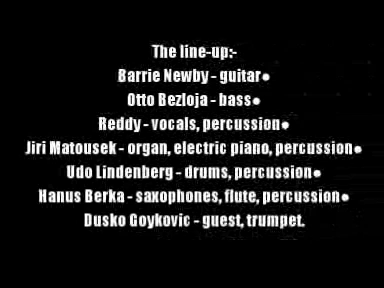 The line-up;-
Barrie Newby - guitar●
Otto Bezloja - bass●
Reddy - vocals, percussion●
Jiri Matousek - organ, electric piano, percussion●
Udo Lindenberg - drums, percussion●
Hanus Berka - saxophones, flute, percussion●
Dusko Goykovic - guest, trumpet.